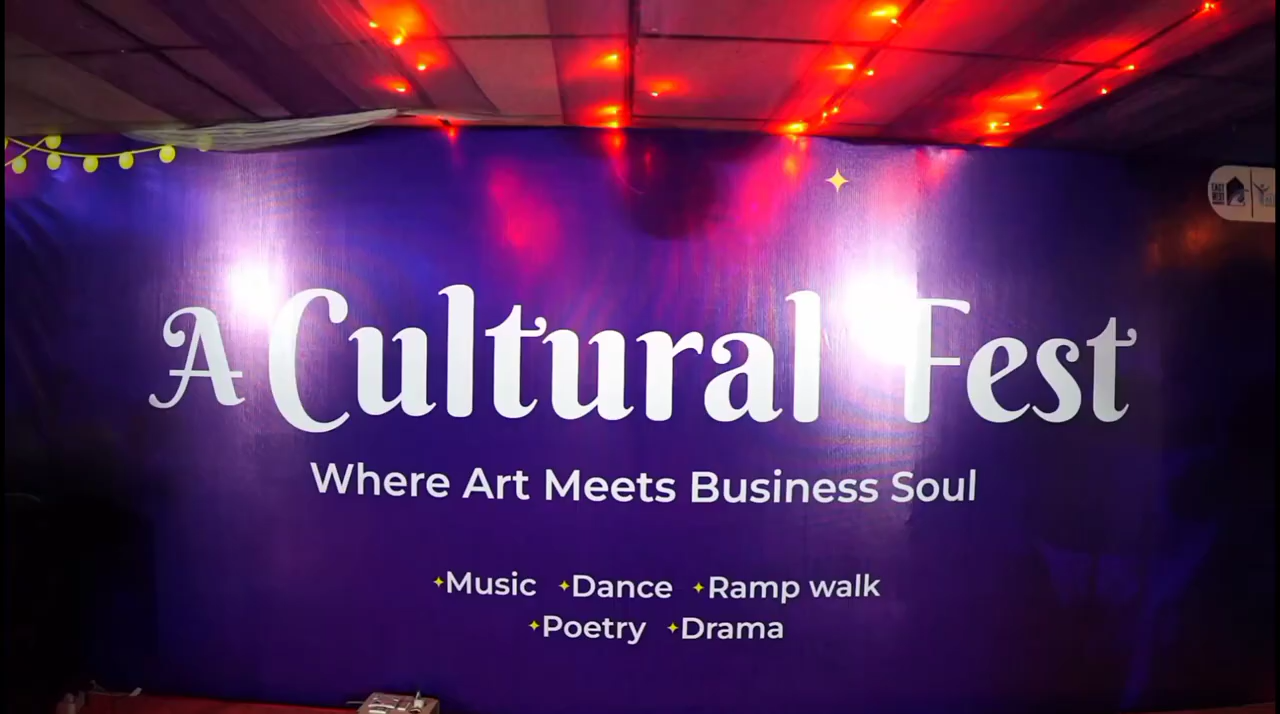 A Cultural Fest
Where Art Meets Business Soul
Music Dance Ramp walk
Poetry Drama